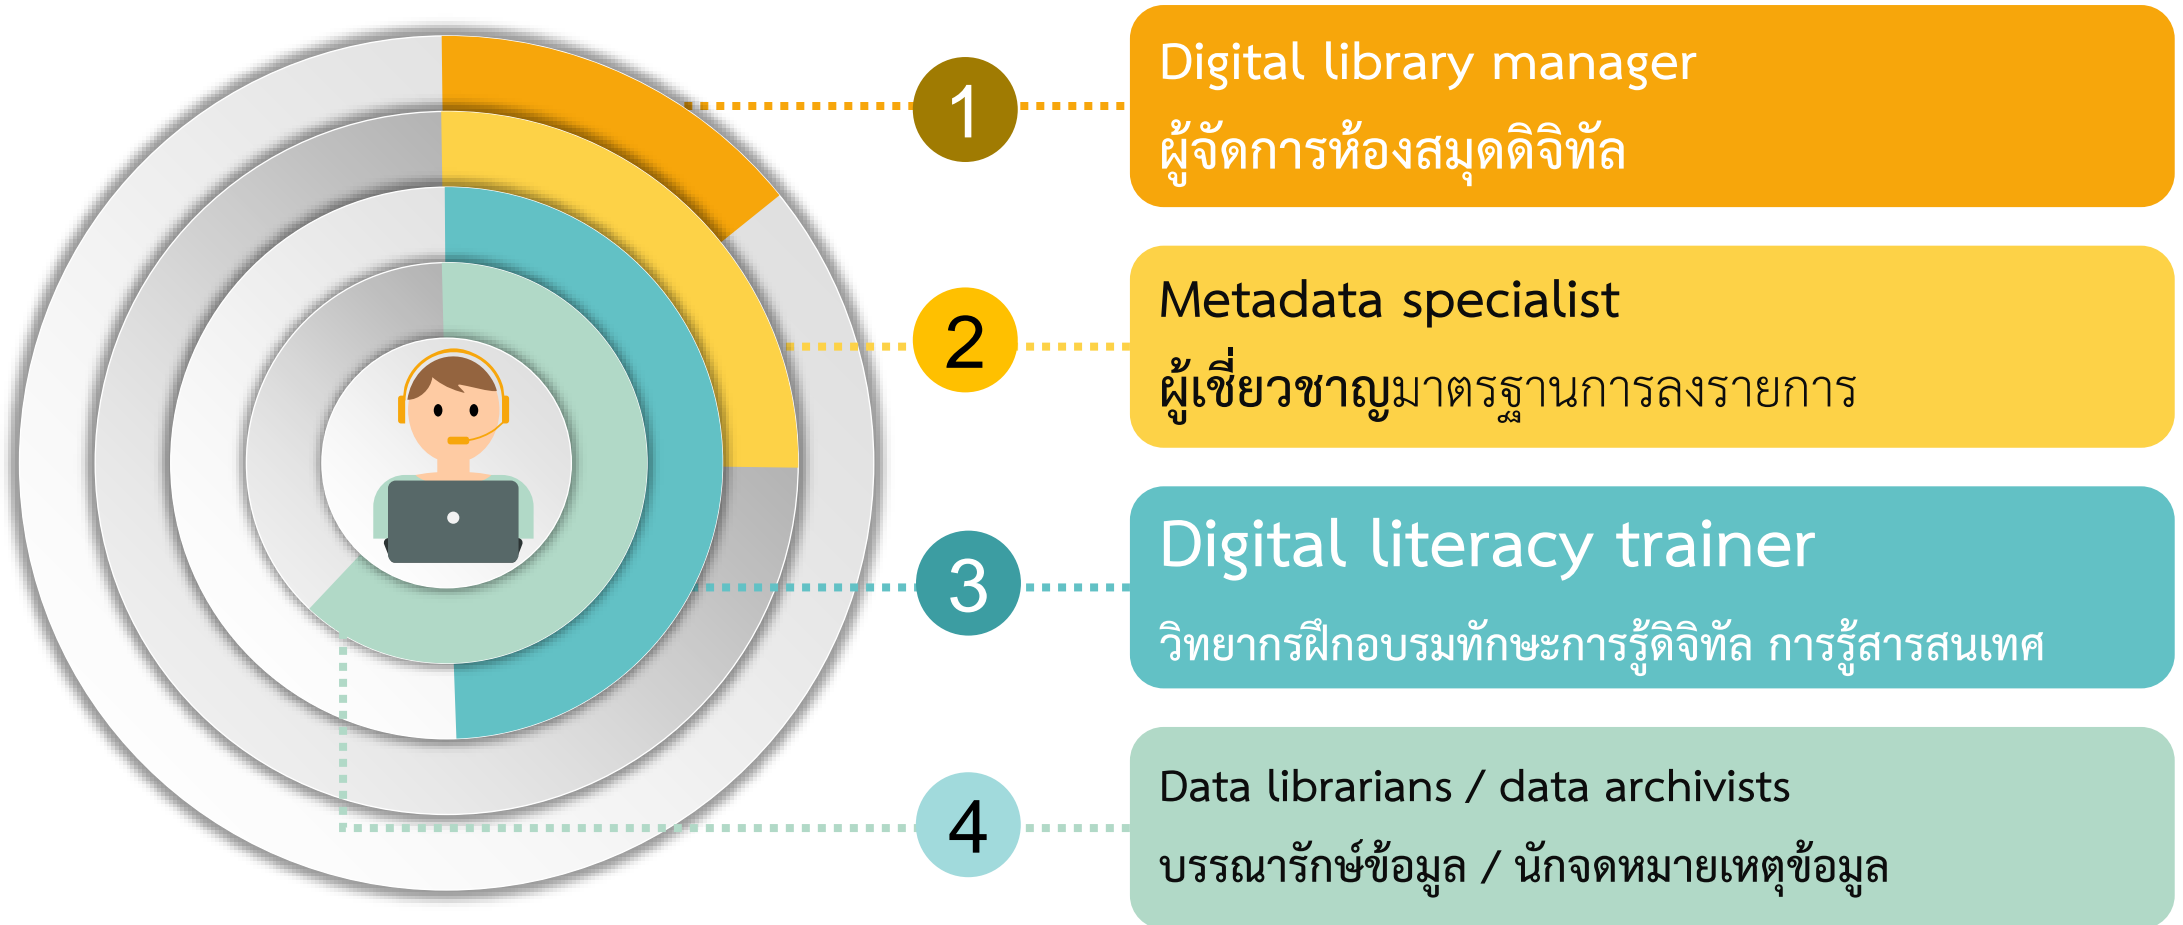 1
Digital library manager
ผู้จัดการห้องสมุดดิจิทัล
2
Metadata specialist
ผู้เชี่ยวชาญมาตรฐานการลงรายการ
3
Digital literacy trainer
วิทยากรฝึกอบรมทักษะการรู้ดิจิทัล การรู้สารสนเทศ
4
Data librarians / data archivists
บรรณารักษ์ข้อมูล / นักจดหมายเหตุข้อมูล